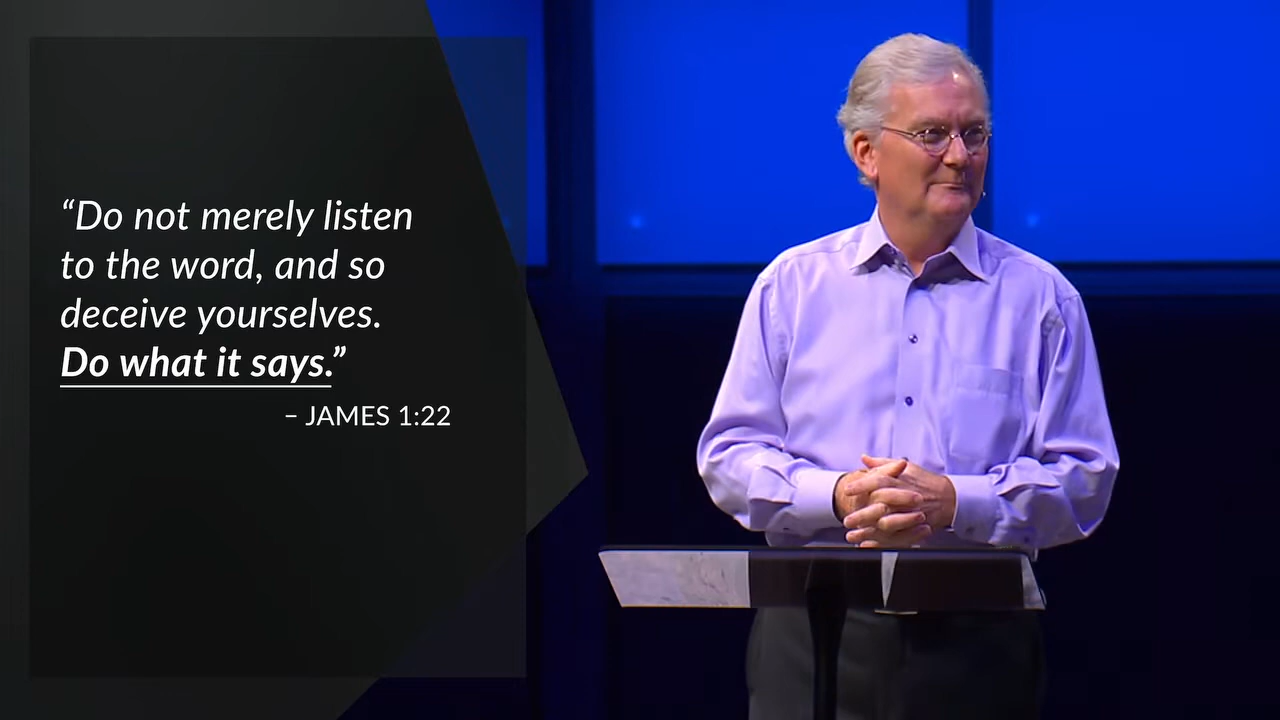 “Do not merely listen
to the word, and so
deceive yourselves.
Do what it says.”
– JAMES 1:22